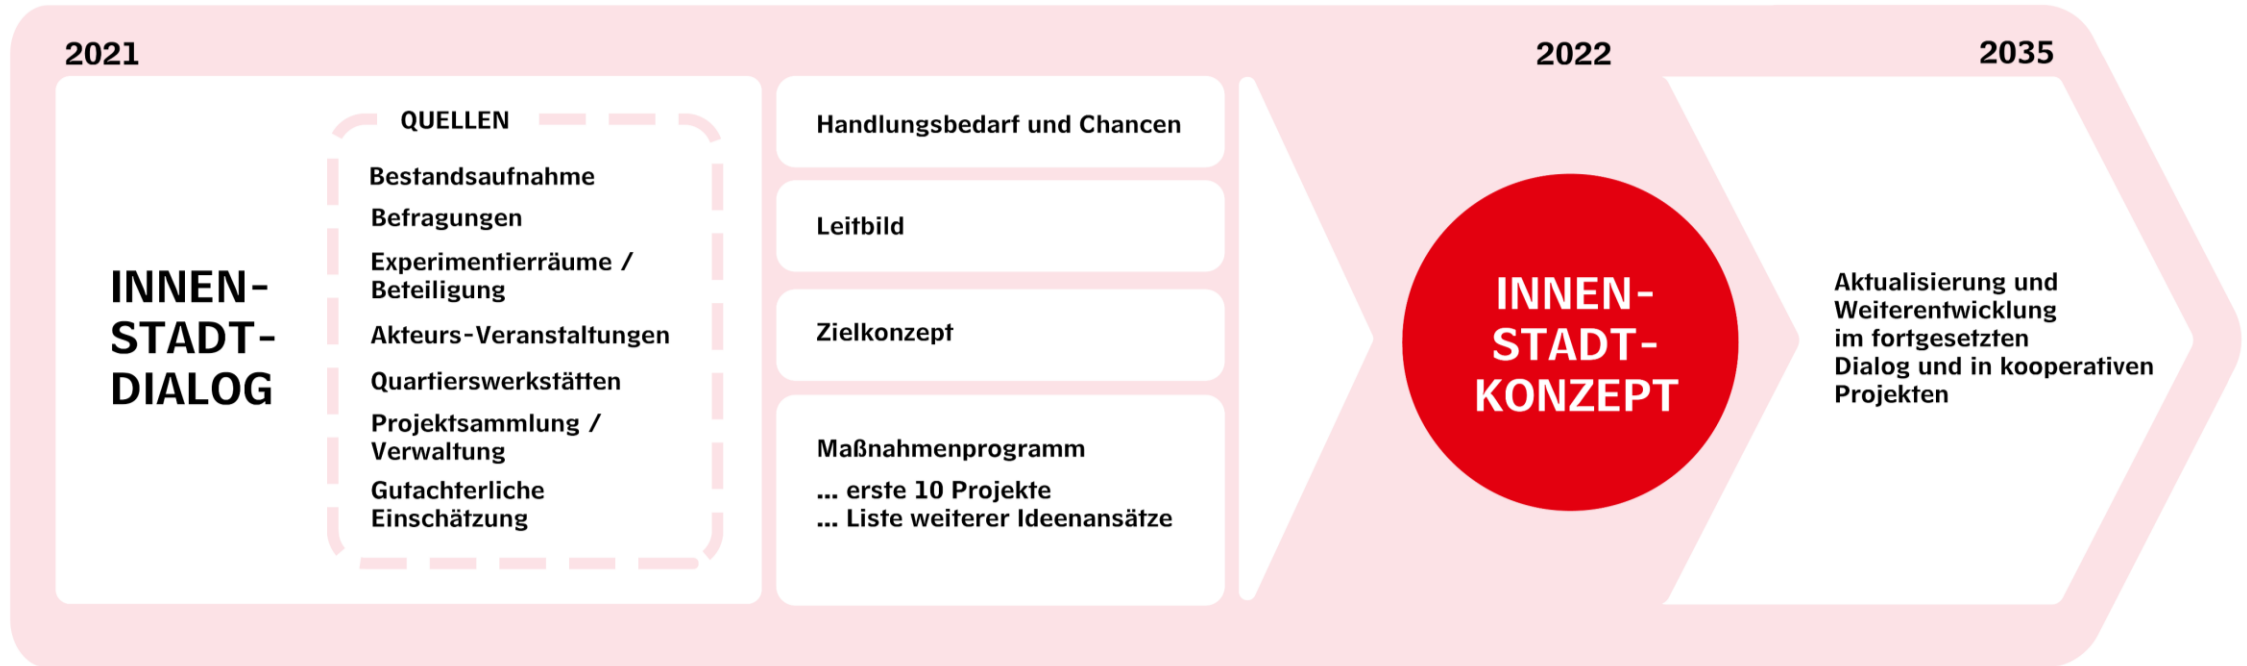 2021
INNEN-
STADT-
DIALOG
QUELLEN
Bestandsaufnahme
Befragungen
Experimentierräume /
Beteiligung
Akteurs-Veranstaltungen
Quartierswerkstätten
Projektsammlung /
Verwaltung
Gutachterliche
Einschätzung
Handlungsbedarf und Chancen
Leitbild
Zielkonzept
Maßnahmenprogramm
... erste 10 Projekte
... Liste weiterer Ideenansätze
2022
INNEN-
STADT-
KONZEPT
2035
Aktualisierung und
Weiterentwicklung
im fortgesetzten
Dialog und in kooperativen
Projekten